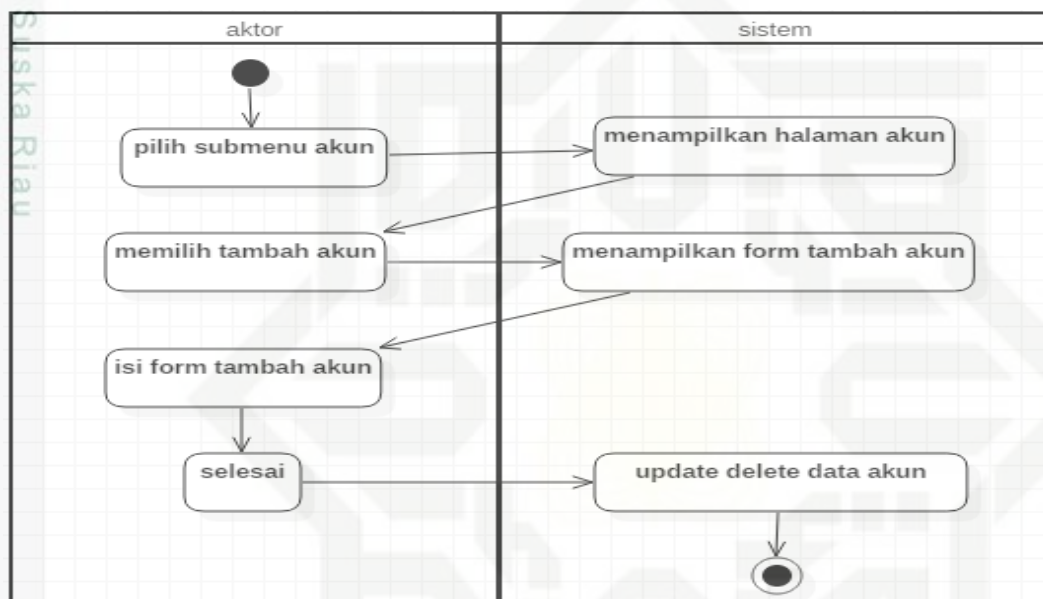 aktor
sistem
pilih submenu akun
menampilkan halaman akun
memilih tambah akun
menampilkan form tambah akun
isi form tambah akun
selesai
update delete data akun
Suska Riau